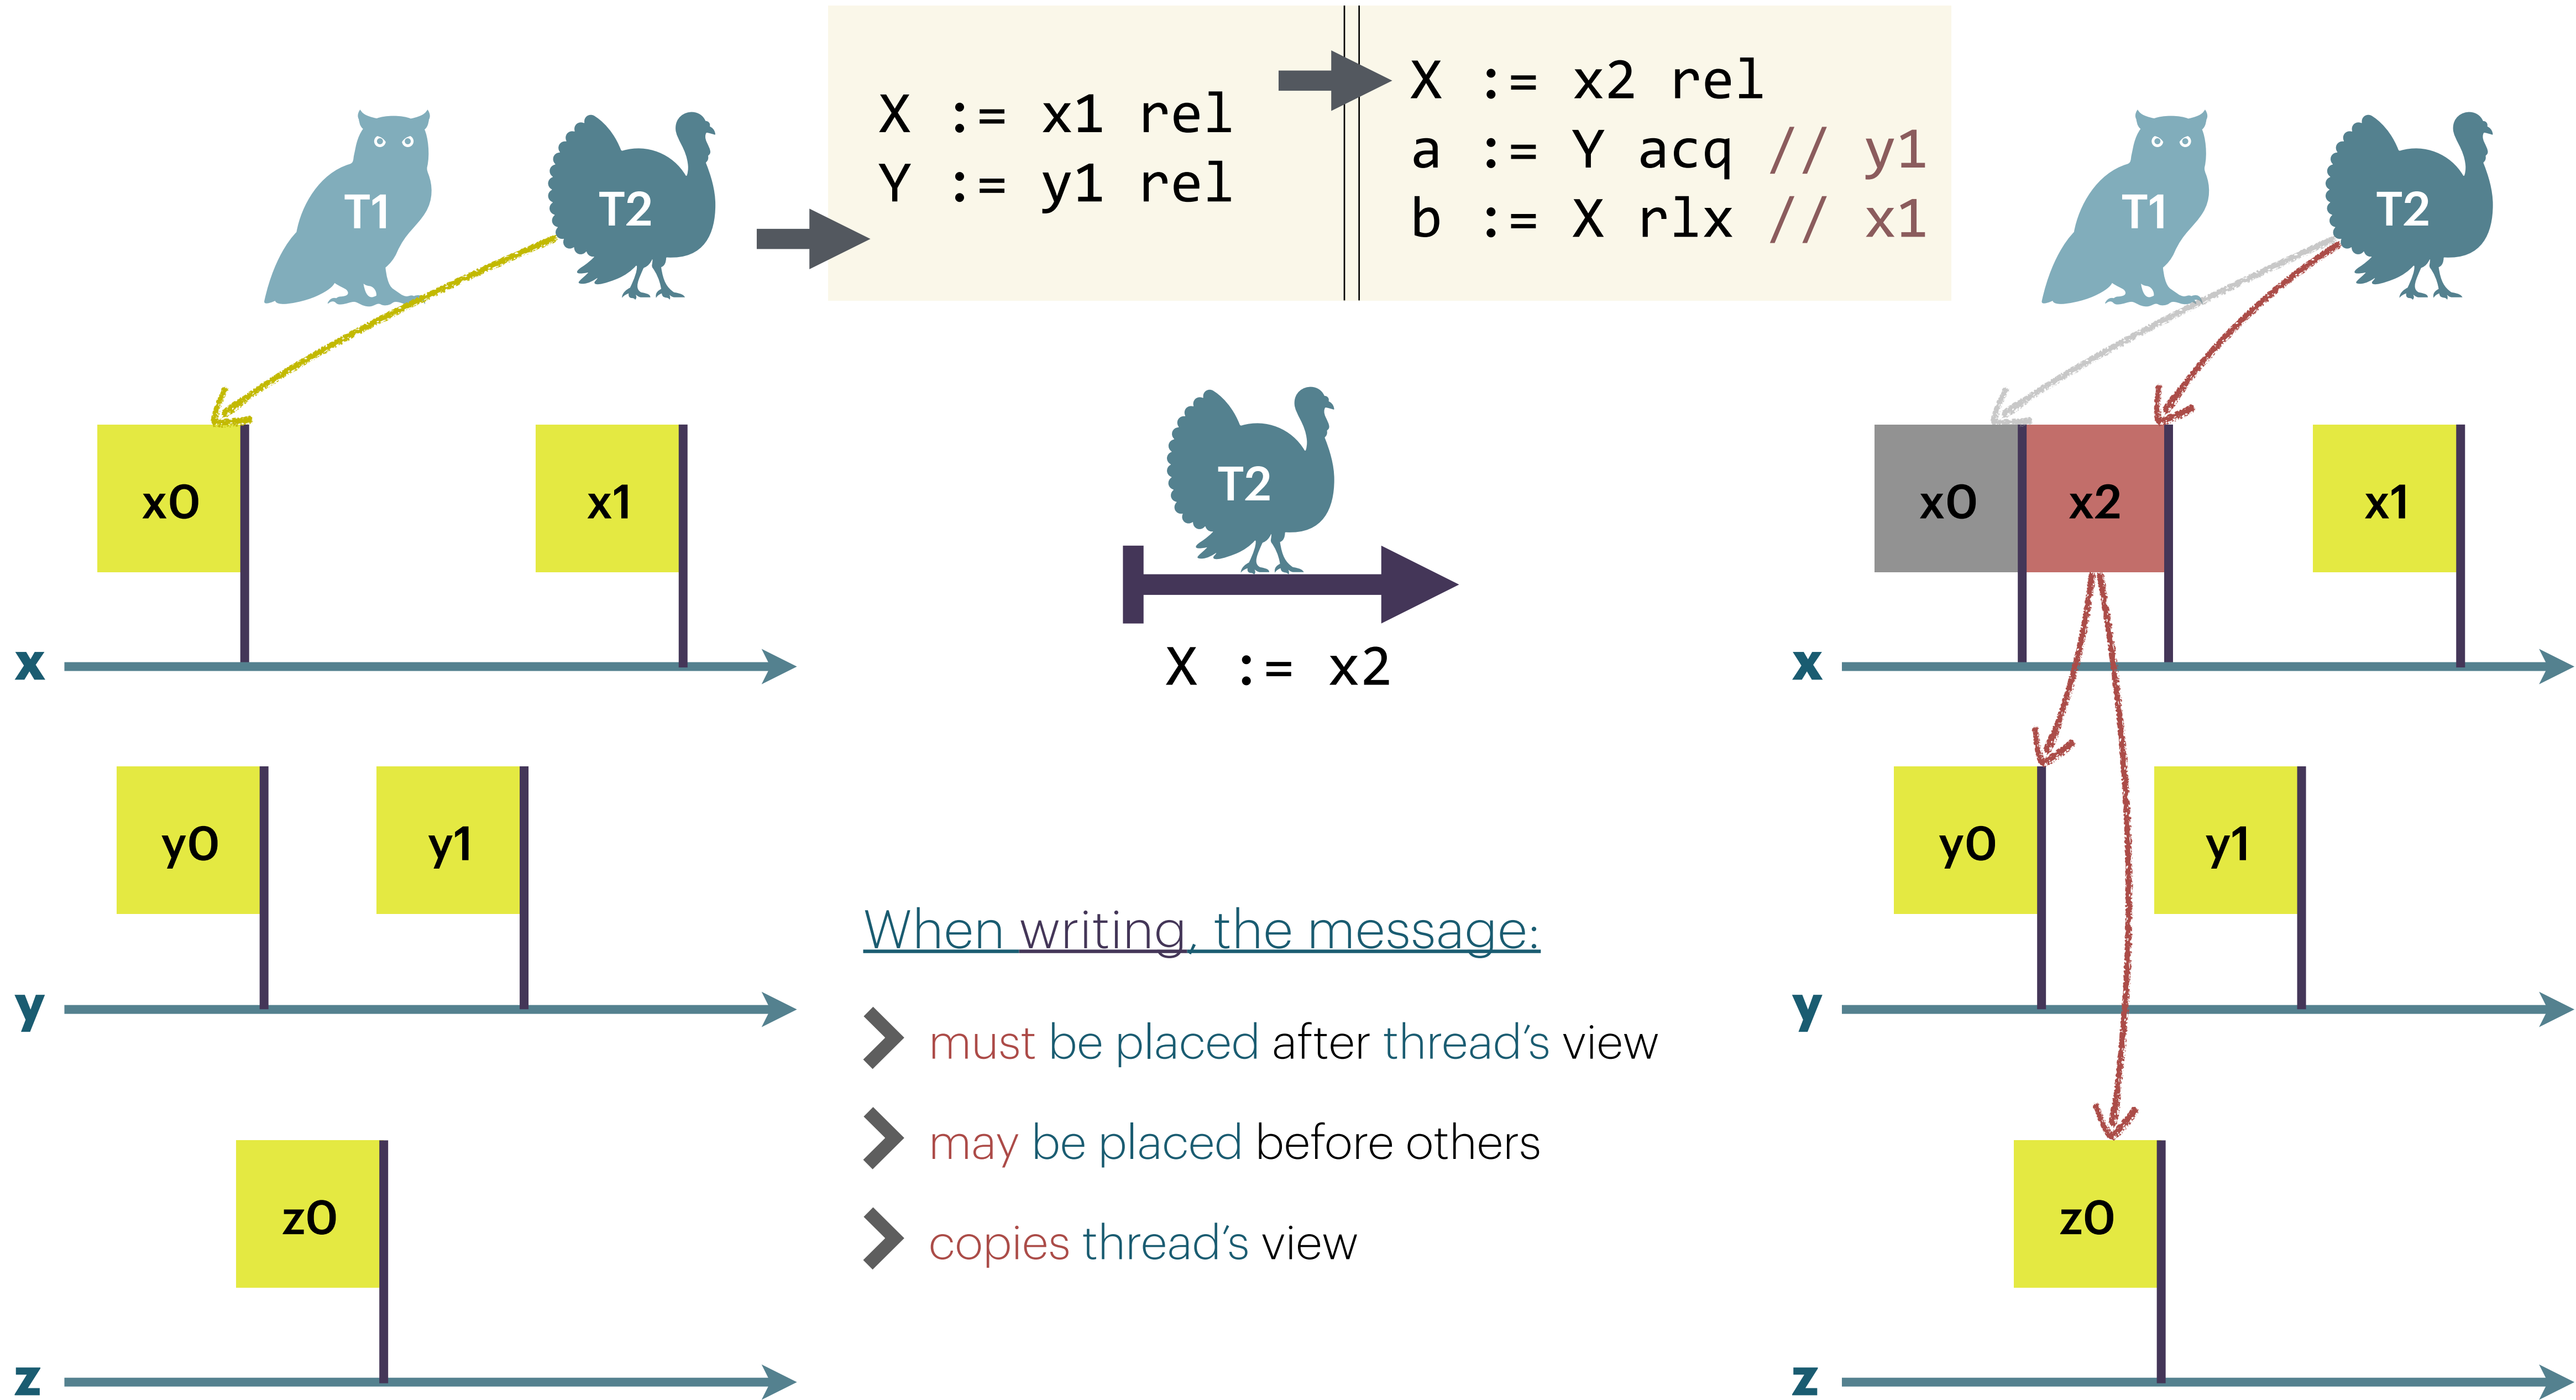 X := x1 rel
Y := y1 rel
X := x2 rel
a := Y acq // y1
b := X rlx // x1
T1
T2
T1
T2
x0
x1
x
y0
y1
y
z0
z
T2
X := x2
When writing, the message:
must be placed after thread's view
may be placed before others
copies thread's view
x0
x2
x1
x
y0
y1
y
z0
z